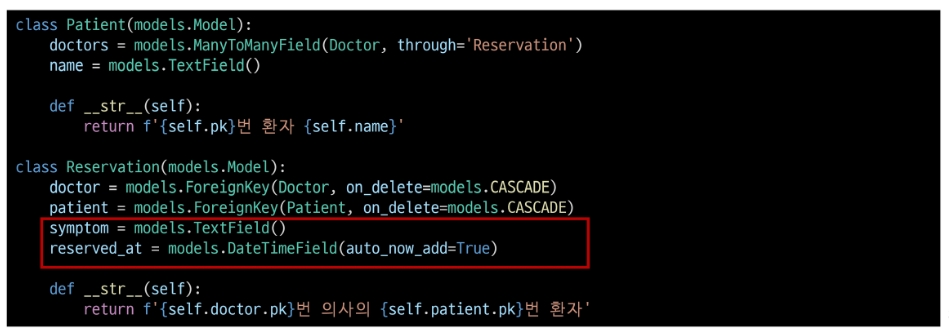 class Patient(models.Model):
    doctors = models.ManyToManyField(Doctor, through='Reservation')
    name = models.TextField()
    def __str__(self):
        return f'{self.pk}번 환자 {self.name}'
class Reservation(models.Model):
    doctor = models.ForeignKey(Doctor, on_delete=models.CASCADE)
    patient = models.ForeignKey(Patient, on_delete=models.CASCADE)
    symptom = models.TextField()
    reserved_at = models.DateTimeField(auto_now_add=True)
    def __str__(self):
        return f'{self.doctor.pk}번 의사의 {self.patient.pk}번 환자'